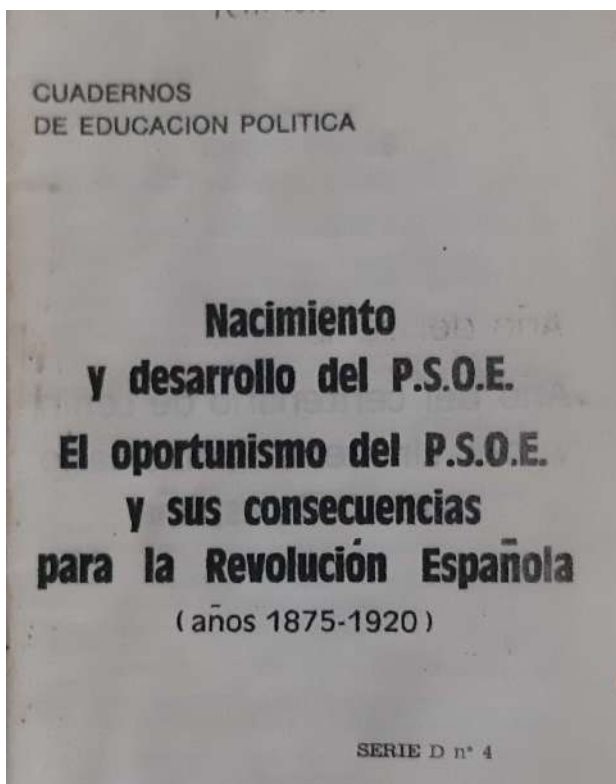 CUADERNOS
DE EDUCACION POLITICA
Nacimiento
y desarrollo del P.S.O.E.
El oportunismo del P.S.O.E.
y sus consecuencias
para la Revolución Española
(años 1875-1920)
SERIE D nº 4